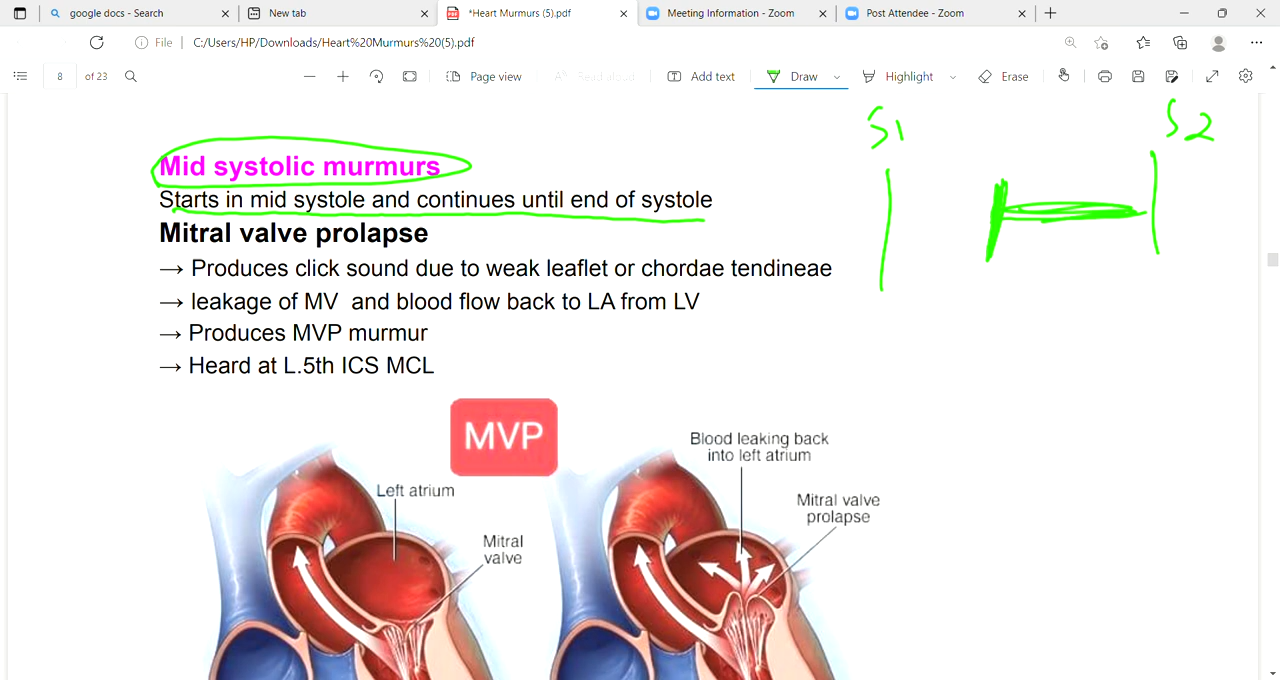 google docs - Search
New tab
*Heart Murmurs (5).pdf
Meeting Information - Zoom
Post Attendee - Zoom
File
C:/Users/HP/Downloads/Heart%20Murmurs%20(5).pdf
8 of 23
Page view
Read aloud
Add text
Draw
Highlight
Erase
S1
S2
Mid systolic murmurs
Starts in mid systole and continues until end of systole
Mitral valve prolapse
→ Produces click sound due to weak leaflet or chordae tendineae
→ leakage of MV and blood flow back to LA from LV
→ Produces MVP murmur
→ Heard at L.5th ICS MCL
MVP
Left atrium
Mitral
valve
Blood leaking back
into left atrium
Mitral valve
prolapse